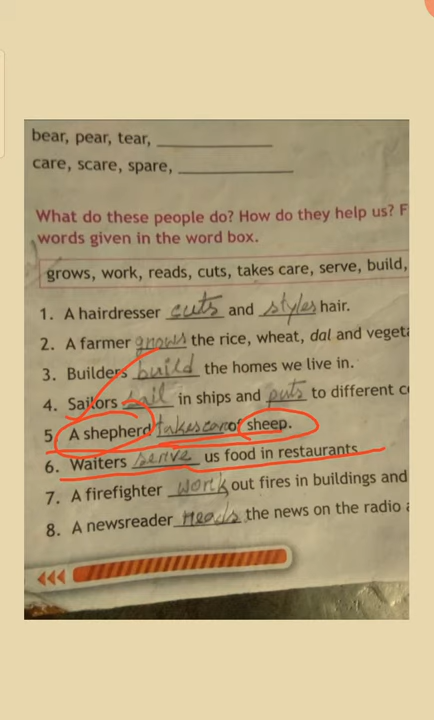 bear, pear, tear, ___________
care, scare, spare, ___________
What do these people do? How do they help us? F
words given in the word box.
grows, work, reads, cuts, takes care, serve, build,
1. A hairdresser cuts and styles hair.
2. A farmer grows the rice, wheat, dal and veget
3. Builders build the homes we live in.
4. Sailors sail in ships and puts to different c
5. A shepherd takes care of sheep.
6. Waiters serve us food in restaurants
7. A firefighter work out fires in buildings and
8. A newsreader reads the news on the radio a